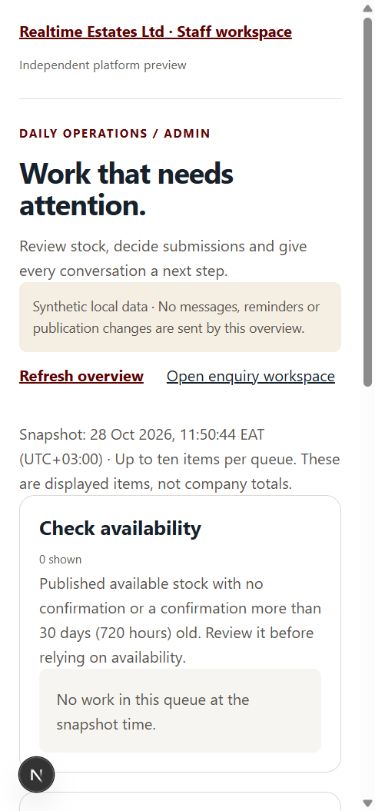 Realtime Estates Ltd · Staff workspace
Independent platform preview
DAILY OPERATIONS / ADMIN
Work that needs
attention.
Review stock, decide submissions and give
every conversation a next step.
Synthetic local data · No messages, reminders or
publication changes are sent by this overview.
Refresh overview Open enquiry workspace
Snapshot: 28 Oct 2026, 11:50:44 EAT
(UTC+03:00) · Up to ten items per queue. These
are displayed items, not company totals.
Check availability
0 shown
Published available stock with no
confirmation or a confirmation more than
30 days (720 hours) old. Review it before
relying on availability.
No work in this queue at the
snapshot time.
N